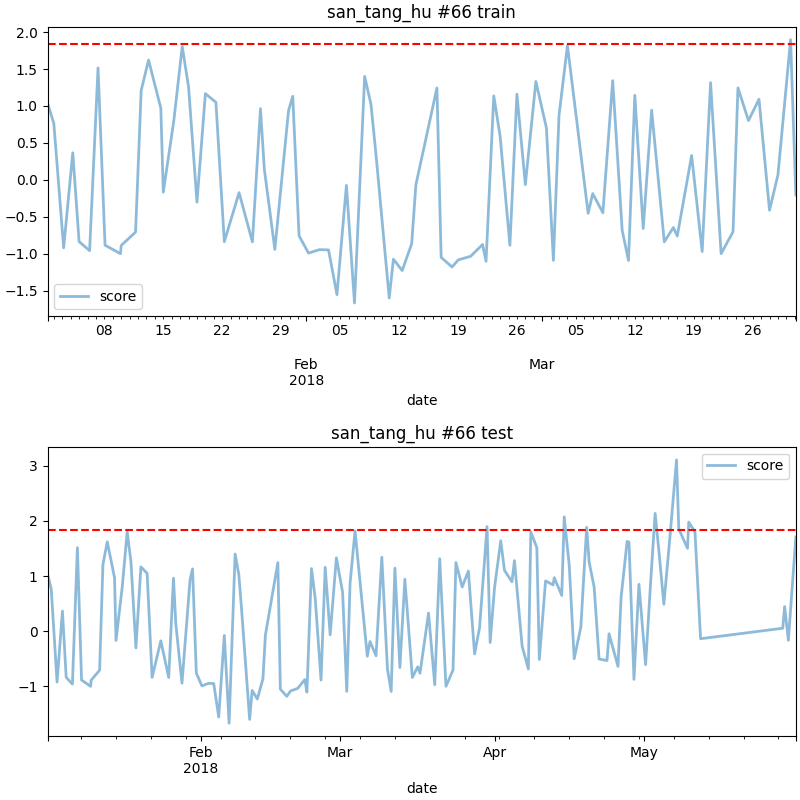 san_tang_hu #66 train
2.0
1.5
1.0
0.5
0.0
−0.5
−1.0
−1.5
score
08 15 22 29 05 12 19 26 05 12 19 26
Feb Mar
2018
date
san_tang_hu #66 test
3
2
1
0
−1
score
Feb Mar Apr May
2018
date